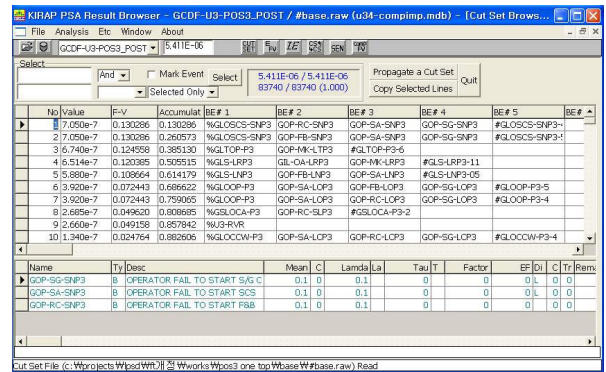 KIRAP PSA Result Browser - GCDF-U3-POS3_POST / #base.raw (u34-compimp.mdb) - [Cut Set Brows...
File Analysis Etc Window About
GCDF-U3-POS3_POST 5.411E-06 CUT SET IE SEN
Select
And Mark Event Select 5.411E-06 / 5.411E-06 Propagate a Cut Set Quit
Selected Only 83740 / 83740 (1.000) Copy Selected Lines
No Value F-V Accumulat BE# 1 BE# 2 BE# 3 BE# 4 BE# 5 BE#
1 7.050e-7 0.130286 0.130286 %GLOSCS-SNP3 GOP-RC-SNP3 GOP-SA-SNP3 GOP-SG-SNP3 #GLOSCS-SNP3-
2 7.050e-7 0.130286 0.260573 %GLOSCS-SNP3 GOP-FB-SNP3 GOP-SA-SNP3 GOP-SG-SNP3 #GLOSCS-SNP3-
3 6.740e-7 0.124558 0.385130 %GLTOP-P3 GOP-MK-LTP3 #GLTOP-P3-6
4 6.514e-7 0.120385 0.505515 %GLS-LRP3 GIL-OA-LRP3 GOP-MK-LRP3 #GLS-LRP3-11
5 5.880e-7 0.108664 0.614179 %GLS-LNP3 GOP-FB-LNP3 GOP-SA-LNP3 #GLS-LNP3-05
6 3.920e-7 0.072443 0.686622 %GLOOP-P3 GOP-SA-LOP3 GOP-FB-LOP3 GOP-SG-LOP3 #GLOOP-P3-5
7 3.920e-7 0.072443 0.759065 %GLOOP-P3 GOP-SA-LOP3 GOP-RC-LOP3 GOP-SG-LOP3 #GLOOP-P3-4
8 2.685e-7 0.049620 0.808685 %GSLOCA-P3 GOP-RC-SLP3 #GSLOCA-P3-2
9 2.660e-7 0.049158 0.857842 %U3-RVR
10 1.340e-7 0.024764 0.882606 %GLOCCW-P3 GOP-SA-LCP3 GOP-RC-LCP3 GOP-SG-LCP3 #GLOCCW-P3-4
Name Ty Desc Mean C Lamda La Tau T Factor EF Di C Tr Rema
GOP-SG-SNP3 B OPERATOR FAIL TO START S/G C 0.1 0 0.1 0 0 0 L 0 0
GOP-SA-SNP3 B OPERATOR FAIL TO START SCS 0.1 0 0.1 0 0 0 L 0 0
GOP-RC-SNP3 B OPERATOR FAIL TO START F&B 0.1 0 0.1 0 0 0 L 0 0
Cut Set File (c:₩projects₩lpsd₩ft개정₩works₩pos3 one top₩base₩#base.raw) Read